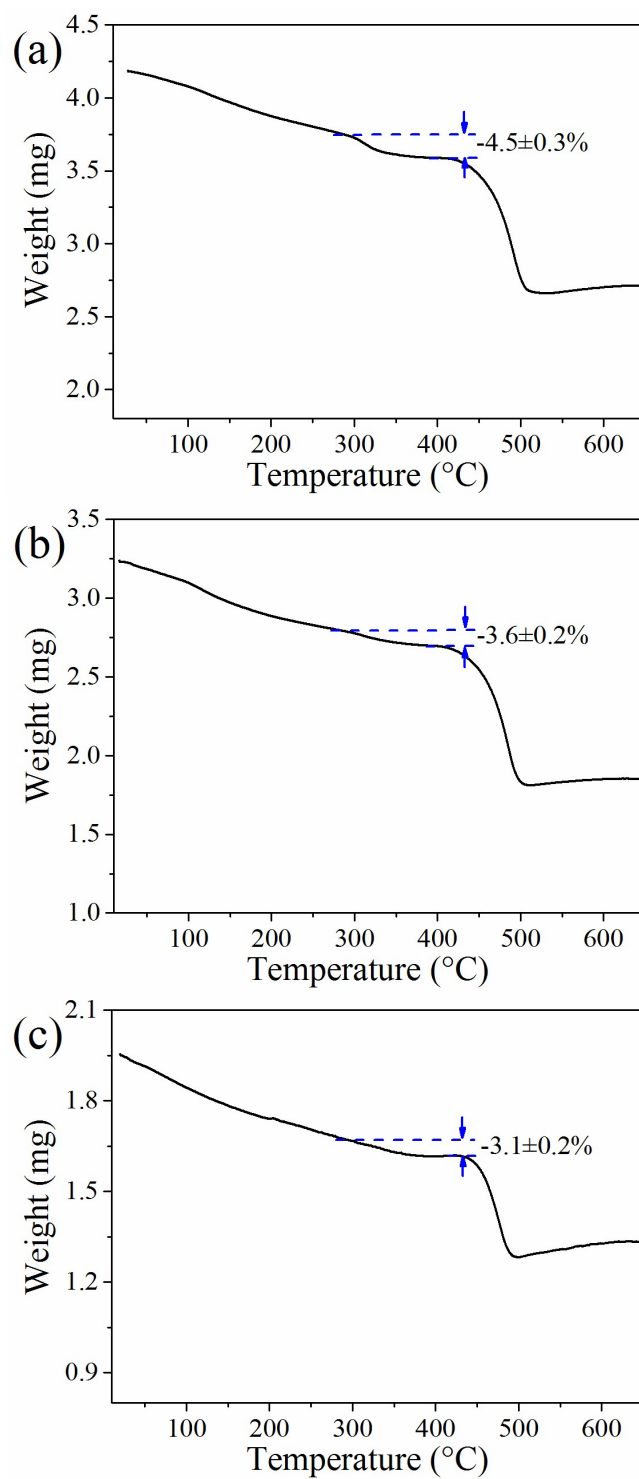 (a)
4.5
4.0
3.5
3.0
2.5
2.0
Weight (mg)
-4.5±0.3%
100 200 300 400 500 600
Temperature (°C)
(b)
3.5
3.0
2.5
2.0
1.5
1.0
Weight (mg)
-3.6±0.2%
100 200 300 400 500 600
Temperature (°C)
(c)
2.1
1.8
1.5
1.2
0.9
Weight (mg)
-3.1±0.2%
100 200 300 400 500 600
Temperature (°C)